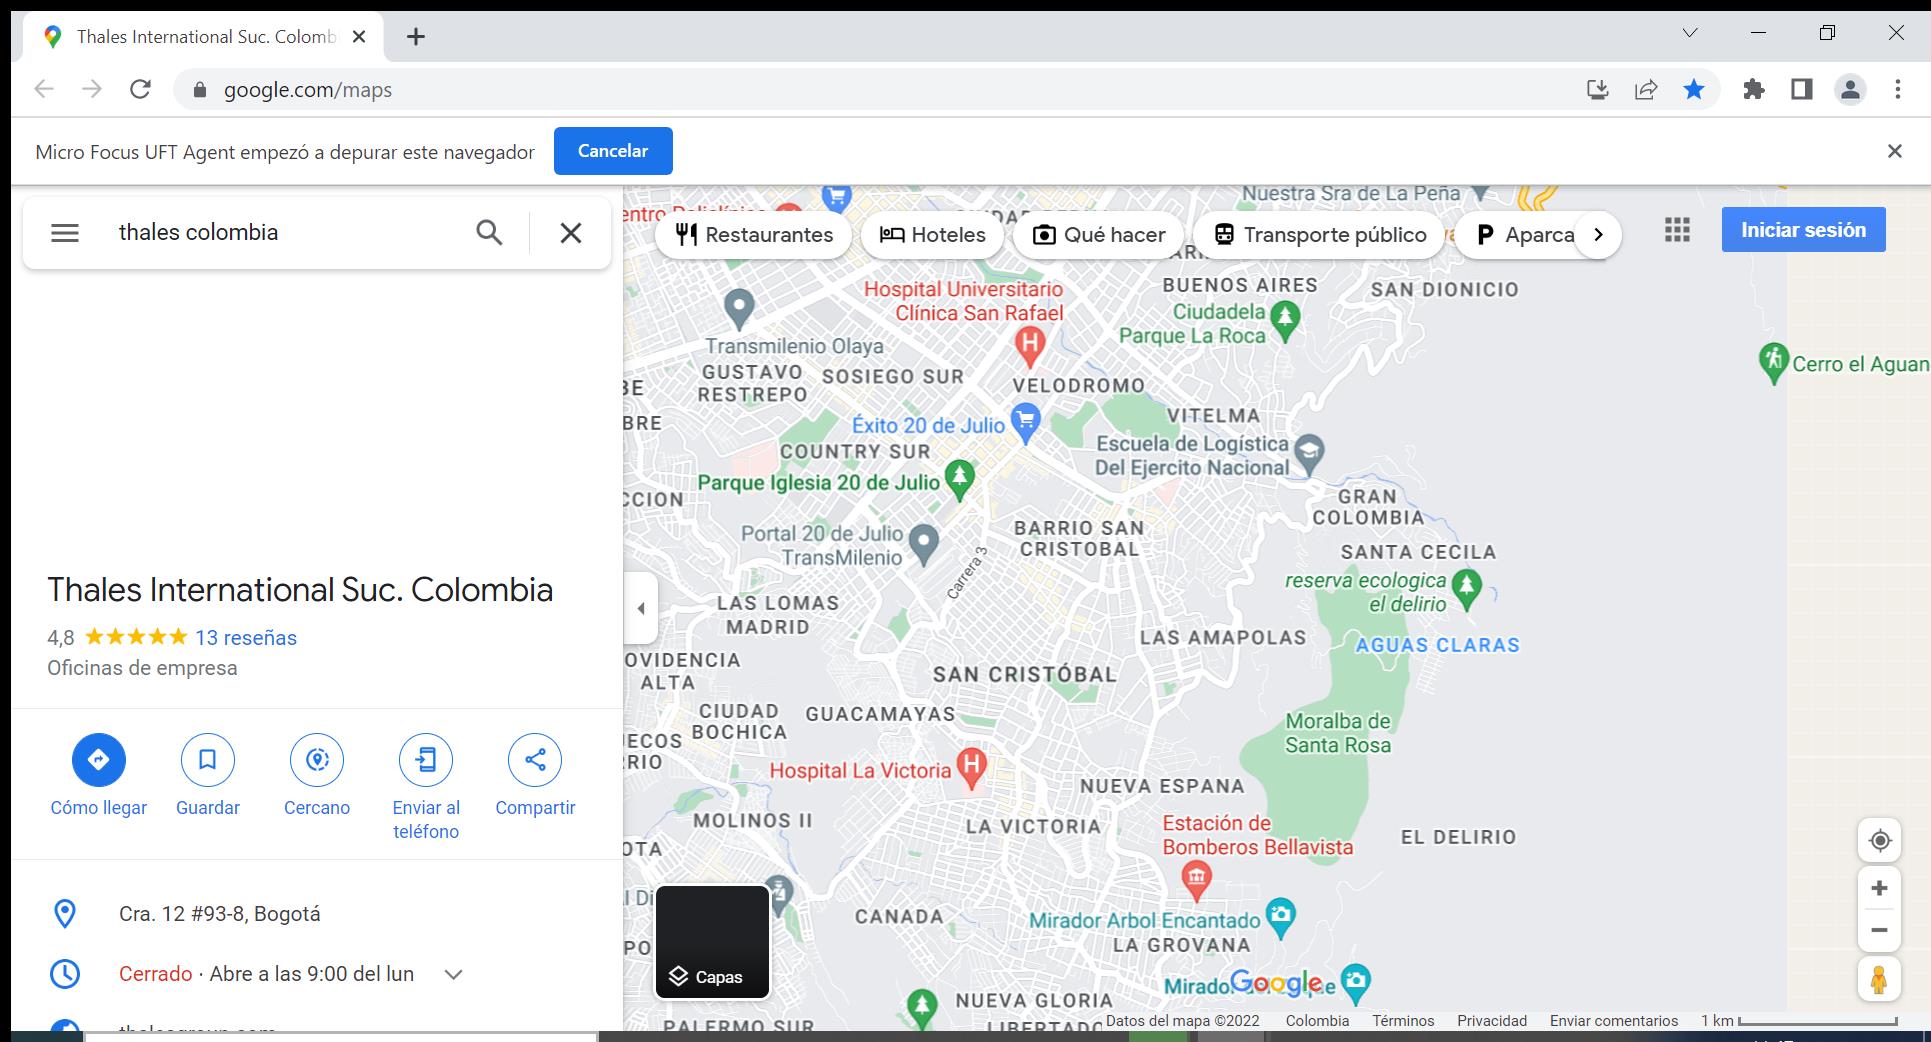 Thales International Suc. Colomb
google.com/maps
Micro Focus UFT Agent empezó a depurar este navegador
Cancelar
thales colombia
Restaurantes
Hoteles
Qué hacer
Transporte público
Aparca
Iniciar sesión
Thales International Suc. Colombia
4,8
13 reseñas
Oficinas de empresa
Cómo llegar
Guardar
Cercano
Enviar al
teléfono
Compartir
Cra. 12 #93-8, Bogotá
Cerrado · Abre a las 9:00 del lun
thalesgroup.com
Nuestra Sra de La Peña
BUENOS AIRES
SAN DIONICIO
Hospital Universitario
Clínica San Rafael
Ciudadela
Parque La Roca
Transmilenio Olaya
GUSTAVO
RESTREPO
SOSIEGO SUR
VELODROMO
Cerro el Aguan
BRE
Éxito 20 de Julio
VITELMA
COUNTRY SUR
Escuela de Logística
Del Ejercito Nacional
Parque Iglesia 20 de Julio
CCION
GRAN
COLOMBIA
Portal 20 de Julio
TransMilenio
BARRIO SAN
CRISTOBAL
Carrera 3
SANTA CECILA
reserva ecologica
el delirio
LAS LOMAS
MADRID
LAS AMAPOLAS
AGUAS CLARAS
OVIDENCIA
ALTA
SAN CRISTÓBAL
CIUDAD
BOCHICA
GUACAMAYAS
Moralba de
Santa Rosa
JECOS
RRIO
Hospital La Victoria
NUEVA ESPANA
MOLINOS II
LA VICTORIA
Estación de
Bomberos Bellavista
EL DELIRIO
OTA
CANADA
Mirador Arbol Encantado
LA GROVANA
PO
Capas
Google
NUEVA GLORIA
PALERMO SUR
LIBERTAD
Datos del mapa ©2022
Colombia
Términos
Privacidad
Enviar comentarios
1 km